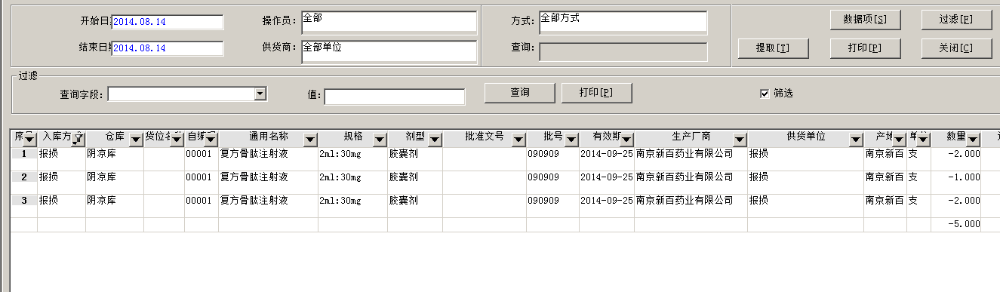 开始日 2014.08.14 操作员: 全部 方式: 全部方式 数据项[S] 过滤[F]
结束日期 2014.08.14 供货商: 全部单位 查询: 提取[T] 打印[P] 关闭[C]
过滤
查询字段: 值: 查询 打印[P] 筛选
入库方 仓库 货位 自编 通用名称 规格 剂型 批准文号 批号 有效期 生产厂商 供货单位 产地 数量
1 报损 阴凉库 00001 复方骨肽注射液 2ml:30mg 胶囊剂 090909 2014-09-25 南京新百药业有限公司 报损 南京新百 支 -2.000
2 报损 阴凉库 00001 复方骨肽注射液 2ml:30mg 胶囊剂 090909 2014-09-25 南京新百药业有限公司 报损 南京新百 支 -1.000
3 报损 阴凉库 00001 复方骨肽注射液 2ml:30mg 胶囊剂 090909 2014-09-25 南京新百药业有限公司 报损 南京新百 支 -2.000
-5.000